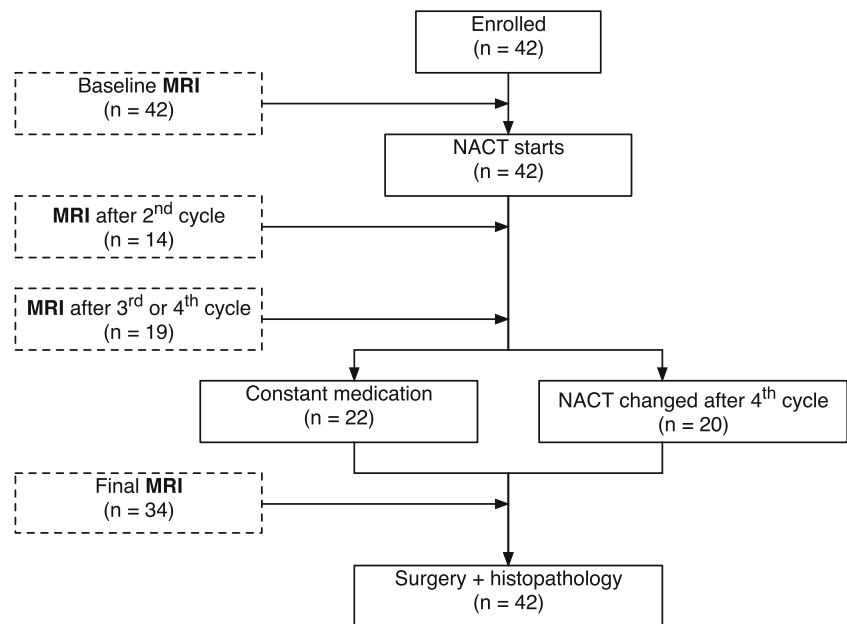 Enrolled
(n = 42)
Baseline MRI
(n = 42)
NACT starts
(n = 42)
MRI after 2nd cycle
(n = 14)
MRI after 3rd or 4th cycle
(n = 19)
Constant medication
(n = 22)
NACT changed after 4th cycle
(n = 20)
Final MRI
(n = 34)
Surgery + histopathology
(n = 42)